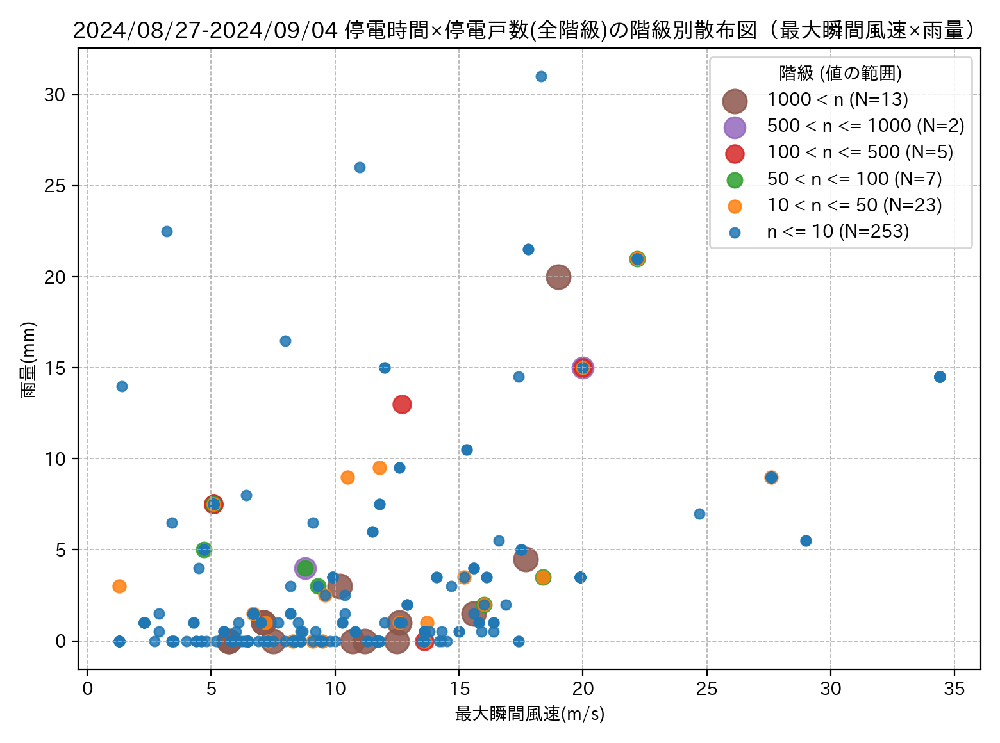 2024/08/27-2024/09/04 停電時間×停電戸数(全階級)の階級別散布図（最大瞬間風速×雨量）
階級 (値の範囲)
1000 < n (N=13)
500 < n <= 1000 (N=2)
100 < n <= 500 (N=5)
50 < n <= 100 (N=7)
10 < n <= 50 (N=23)
n <= 10 (N=253)
雨量(mm)
30
25
20
15
10
5
0
0 5 10 15 20 25 30 35
最大瞬間風速(m/s)